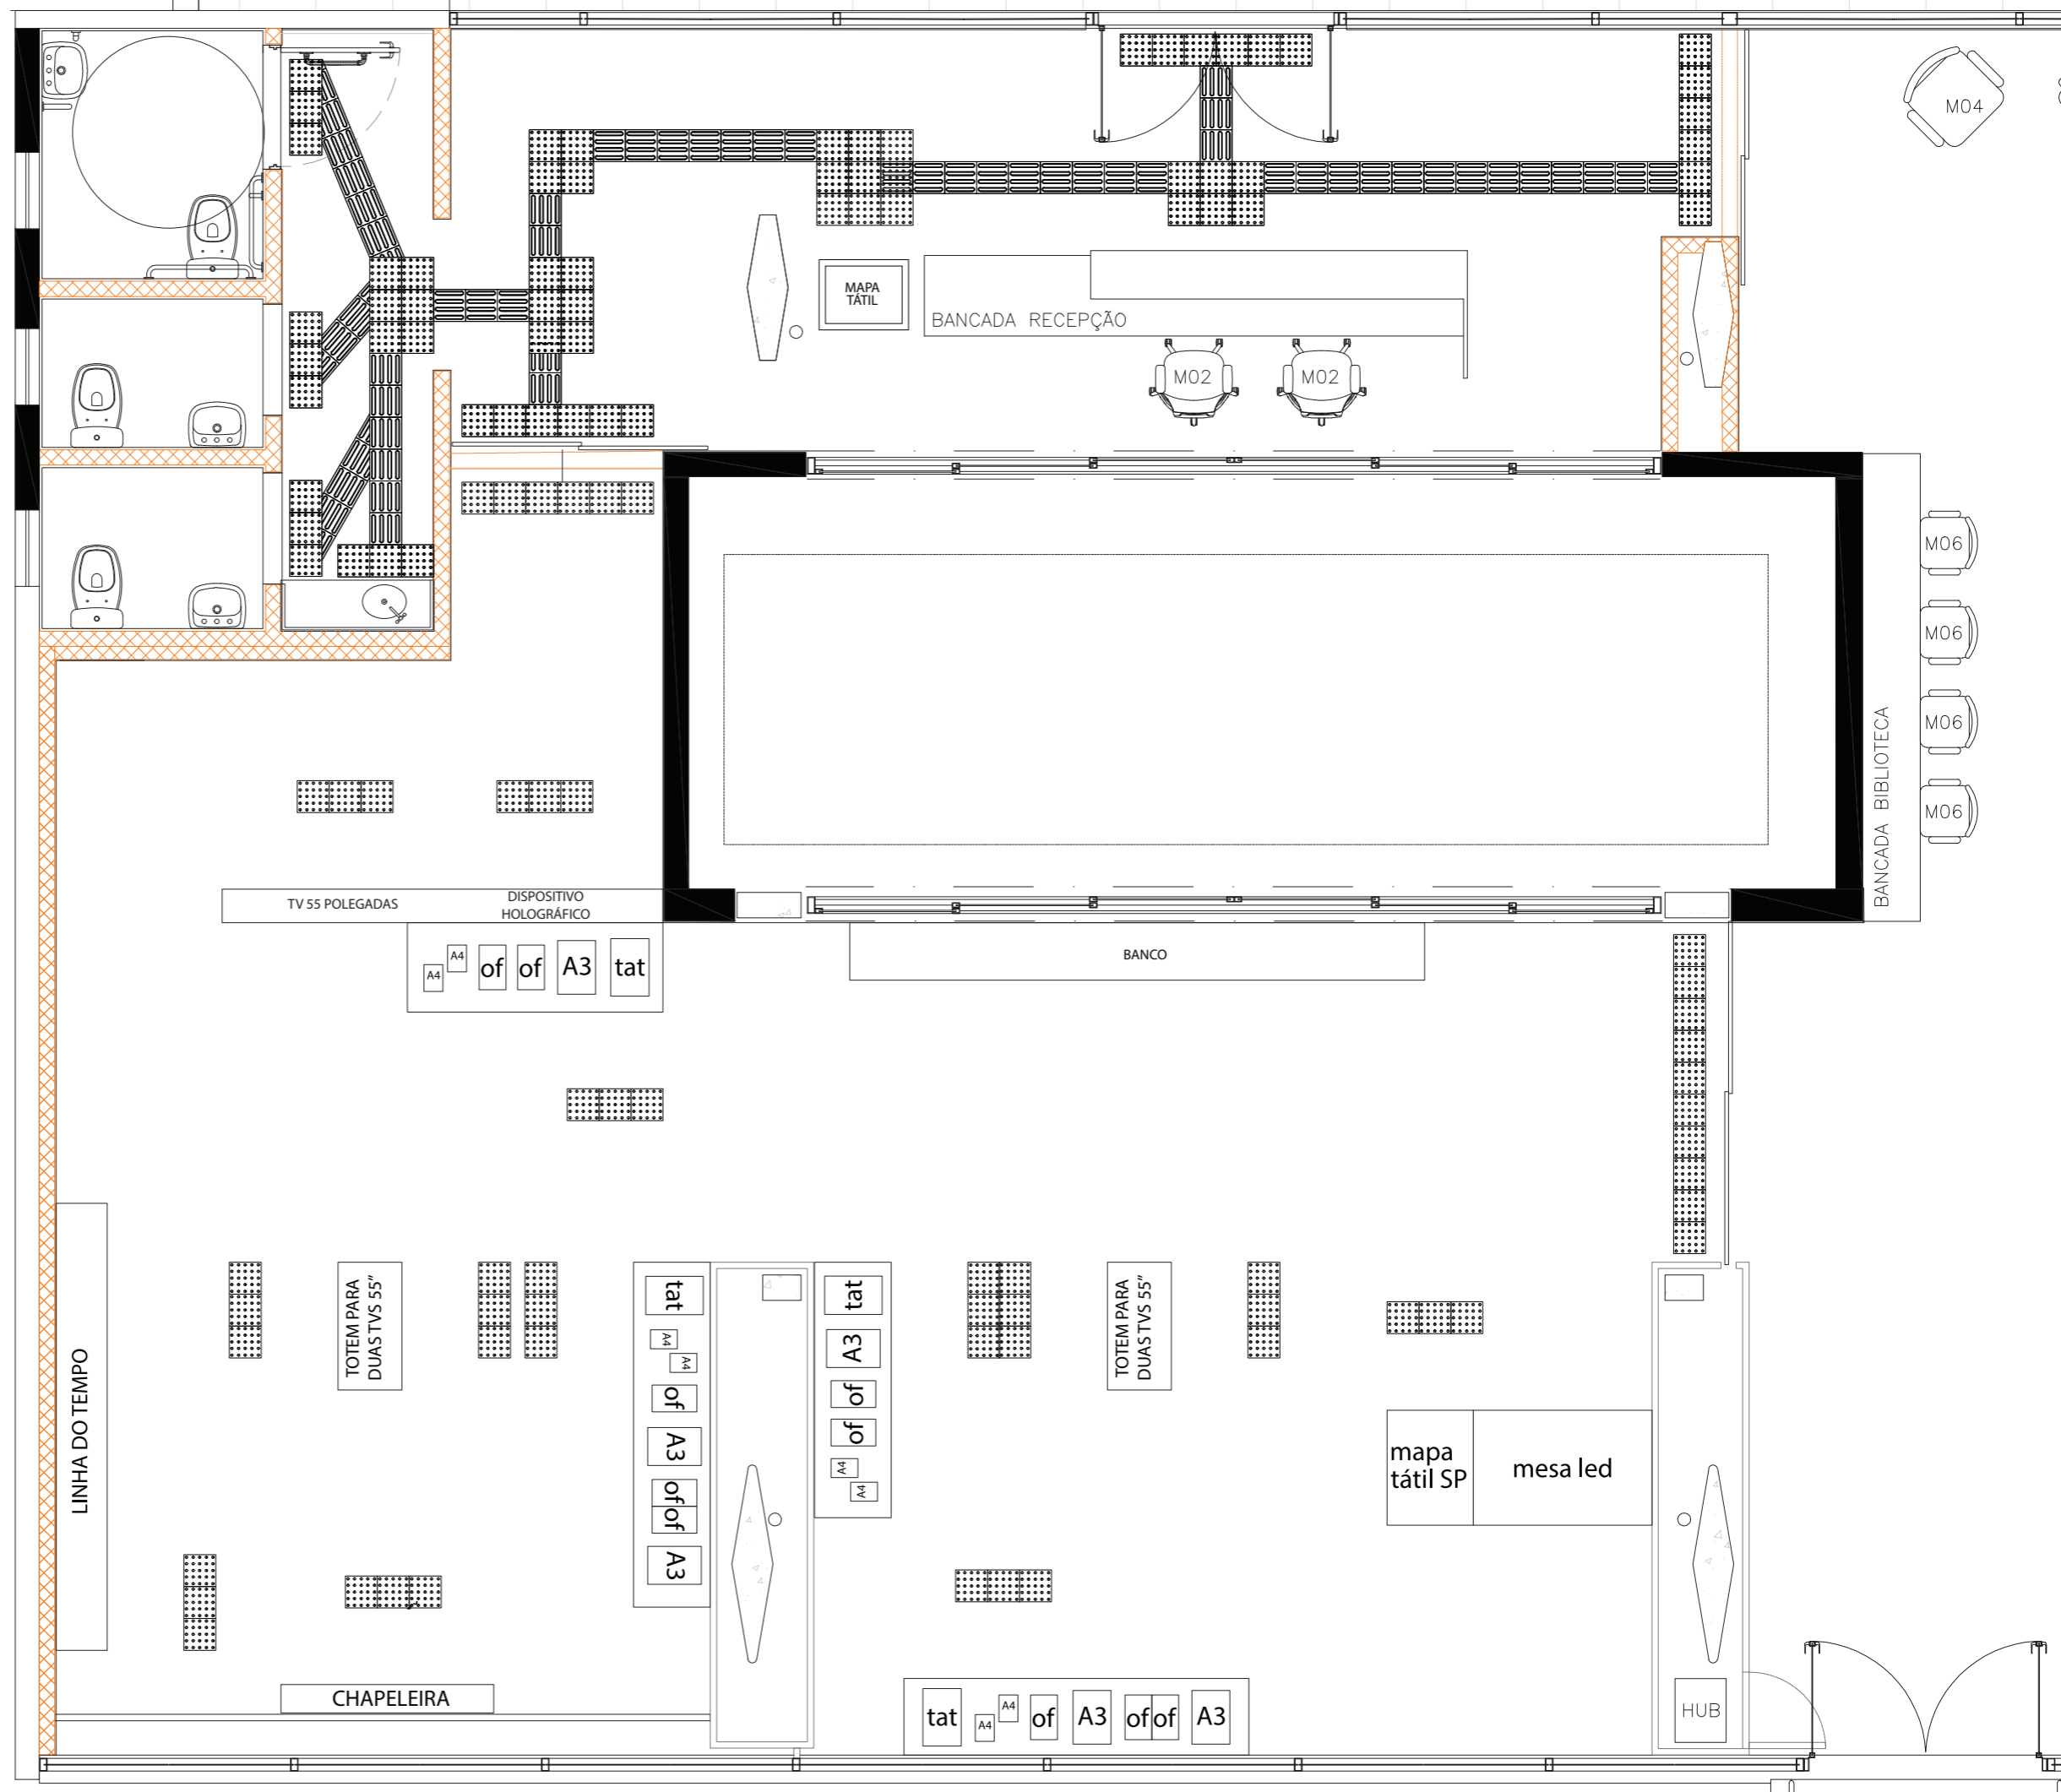 M04
MAPA
TÁTIL
BANCADA RECEPÇÃO
M02
M02
M06
M06
M06
M06
BANCADA BIBLIOTECA
TV 55 POLEGADAS
DISPOSITIVO
HOLOGRÁFICO
A4
A4
of
of
A3
tat
BANCO
LINHA DO TEMPO
TOTEM PARA
DUAS TVS 55”
tat
A4
A4
of
A3
of
of
A3
tat
A3
of
of
A4
A4
TOTEM PARA
DUAS TVS 55”
mapa
tátil SP
mesa led
CHAPELEIRA
tat
A4
A4
of
A3
of
of
A3
HUB